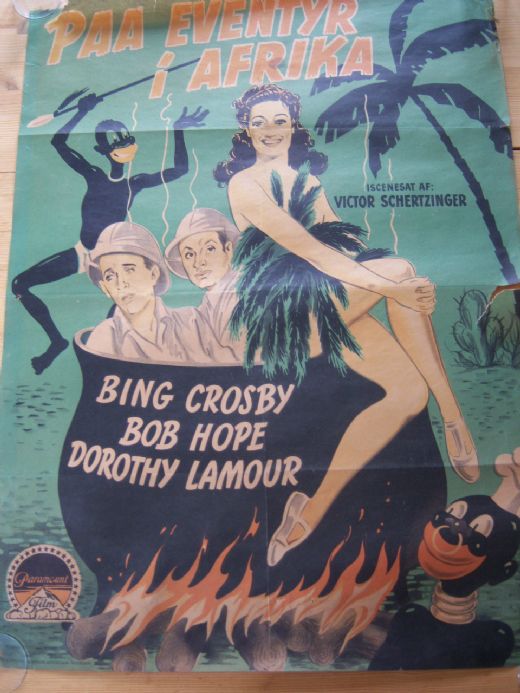 PAA EVENTYR
i AFRIKA
ISCENESAT AF:
VICTOR SCHERTZINGER
BING CROSBY
BOB HOPE
DOROTHY LAMOUR
Paramount
Film